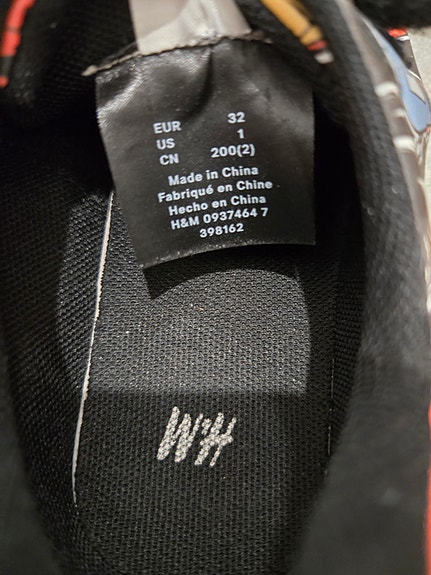 EUR 32
US 1
CN 200(2)
Made in China
Fabriqué en Chine
Hecho en China
H&M 0937464 7
398162
H&M